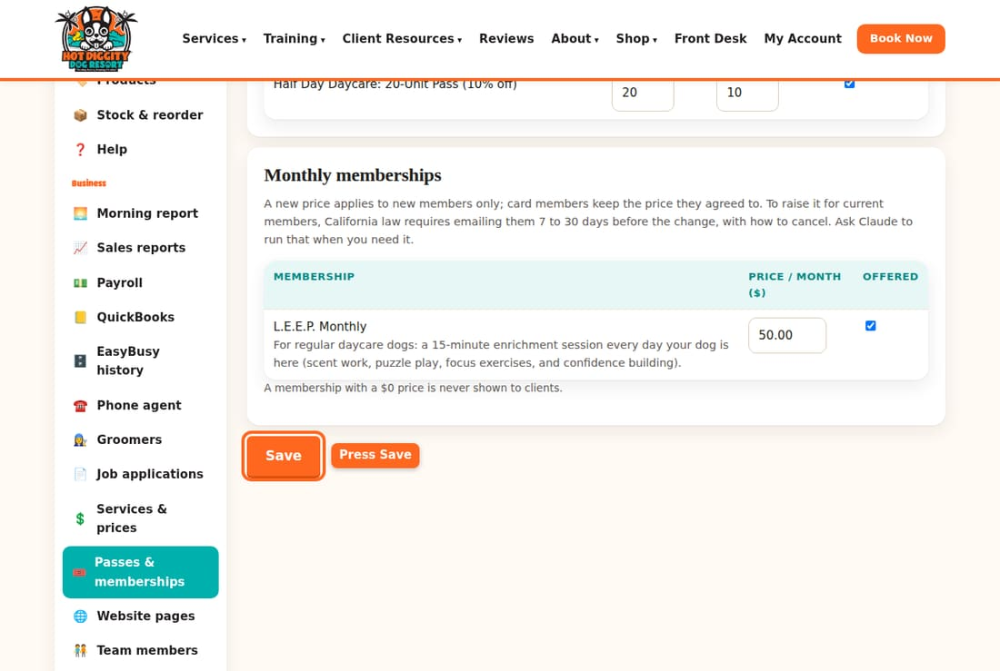 HOT DIGGITY
DOG RESORT
Services ▾
Training ▾
Client Resources ▾
Reviews
About ▾
Shop ▾
Front Desk
My Account
Book Now
Products
Stock & reorder
Help
Business
Morning report
Sales reports
Payroll
QuickBooks
EasyBusy
history
Phone agent
Groomers
Job applications
Services &
prices
Passes &
memberships
Website pages
Team members
Half Day Daycare: 20-Unit Pass (10% off)
20
10
Monthly memberships
A new price applies to new members only; card members keep the price they agreed to. To raise it for current
members, California law requires emailing them 7 to 30 days before the change, with how to cancel. Ask Claude to
run that when you need it.
MEMBERSHIP
PRICE / MONTH
($)
OFFERED
L.E.E.P. Monthly
For regular daycare dogs: a 15-minute enrichment session every day your dog is
here (scent work, puzzle play, focus exercises, and confidence building).
50.00
A membership with a $0 price is never shown to clients.
Save
Press Save